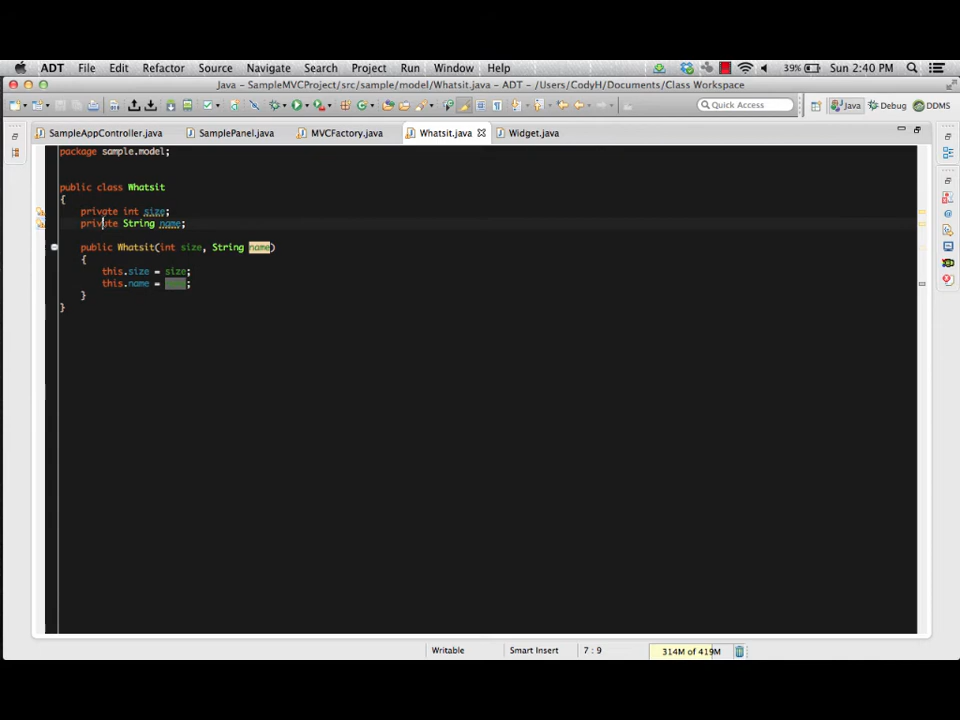 ADT File Edit Refactor Source Navigate Search Project Run Window Help 39% Sun 2:40 PM
Java - SampleMVCProject/src/sample/model/Whatsit.java - ADT - /Users/CodyH/Documents/Class Workspace
Quick Access Java Debug DDMS
SampleAppController.java SamplePanel.java MVCFactory.java Whatsit.java Widget.java
package sample.model;
public class Whatsit
{
private int size;
private String name;
public Whatsit(int size, String name)
{
this.size = size;
this.name = ;
}
}
Writable Smart Insert 7 : 9 314M of 419M